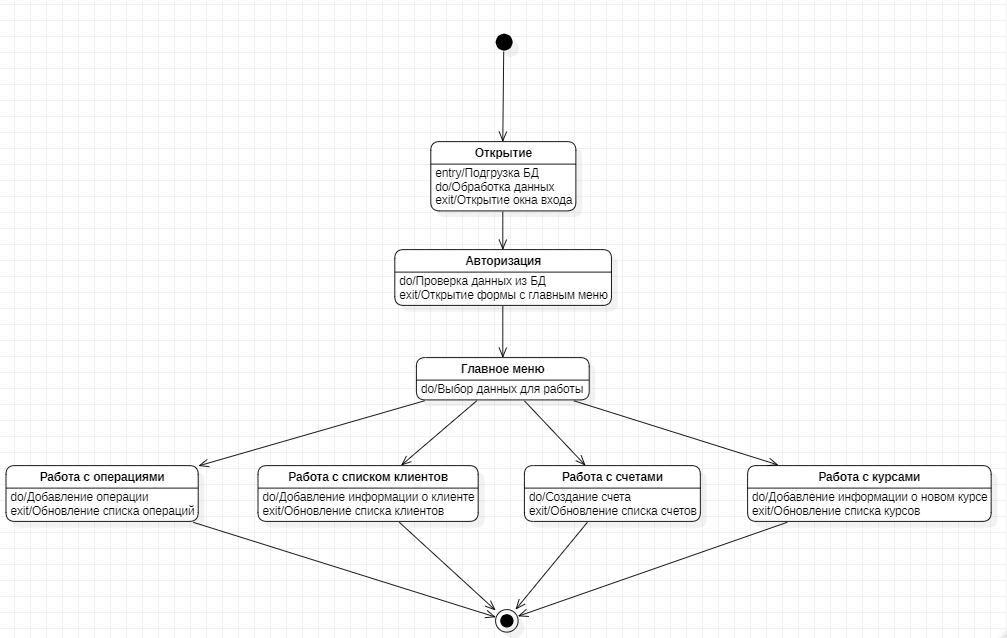 Открытие
entry/Подгрузка БД
do/Обработка данных
exit/Открытие окна входа
Авторизация
do/Проверка данных из БД
exit/Открытие формы с главным меню
Главное меню
do/Выбор данных для работы
Работа с операциями
do/Добавление операции
exit/Обновление списка операций
Работа с списком клиентов
do/Добавление информации о клиенте
exit/Обновление списка клиентов
Работа с счетами
do/Создание счета
exit/Обновление списка счетов
Работа с курсами
do/Добавление информации о новом курсе
exit/Обновление списка курсов